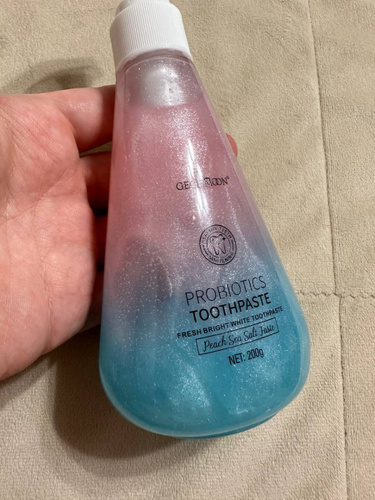 PROBIOTICS
TOOTHPASTE
FRESH BRIGHT WHITE TOOTHPASTE
Peach Sea Salt Taste
NET: 200g